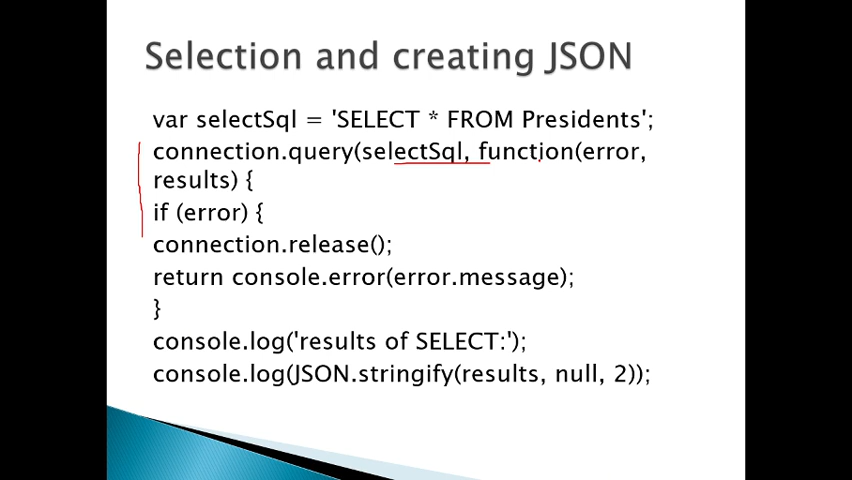 Selection and creating JSON
var selectSql = 'SELECT * FROM Presidents';
connection.query(selectSql, function(error,
results) {
if (error) {
connection.release();
return console.error(error.message);
}
console.log('results of SELECT:');
console.log(JSON.stringify(results, null, 2));